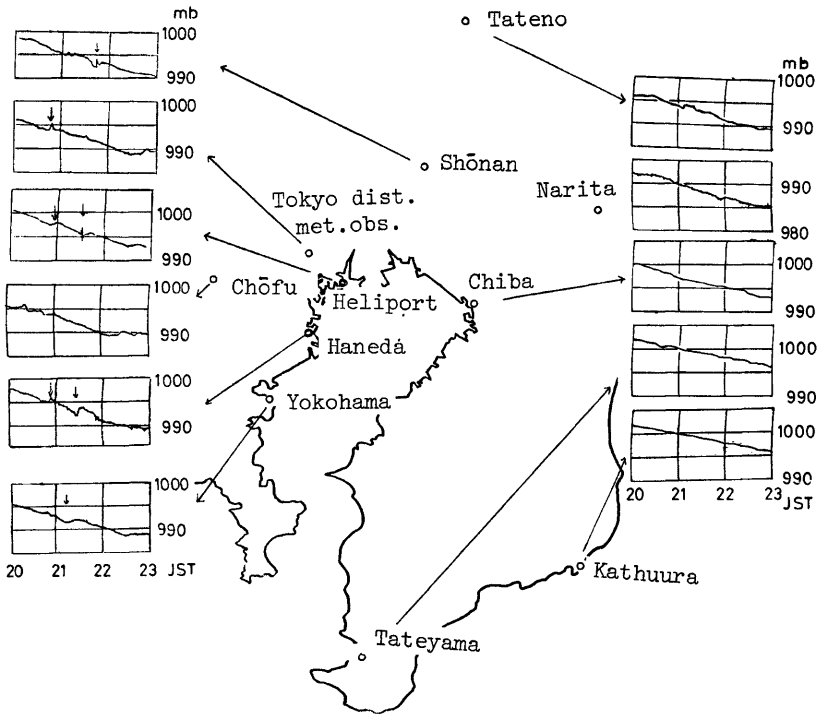 mb
1000
990
1000
990
1000
990
1000
990
1000
990
1000
990
20 21 22 23 JST
Tateno
Shōnan
Narita
Tokyo dist.
met.obs.
Chōfu
Heliport
Chiba
Hanedá
Yokohama
Kathuura
Tateyama
mb
1000
990
990
980
1000
990
1000
990
1000
990
20 21 22 23
JST